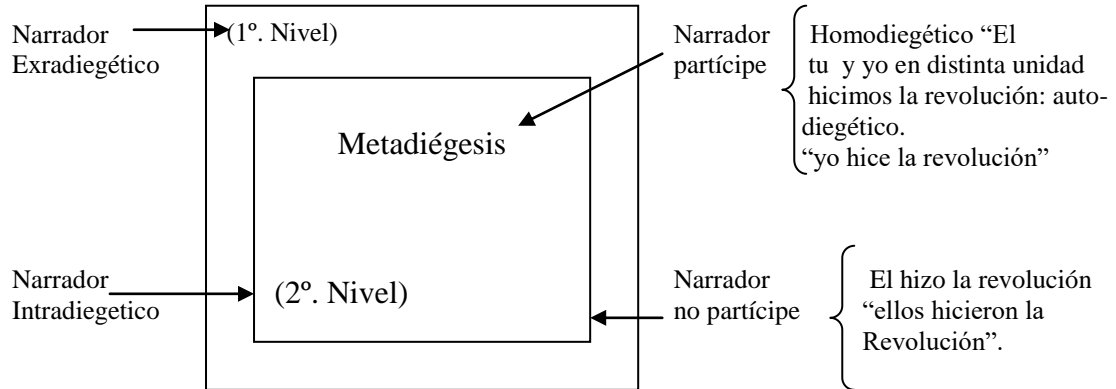 Narrador
Exradiegético
(1º. Nivel)
Narrador
partícipe
Homodiegético “El
tu y yo en distinta unidad
hicimos la revolución: auto-
diegético.
“yo hice la revolución”
Metadiégesis
Narrador
Intradiegetico
(2º. Nivel)
Narrador
no partícipe
El hizo la revolución
“ellos hicieron la
Revolución”.